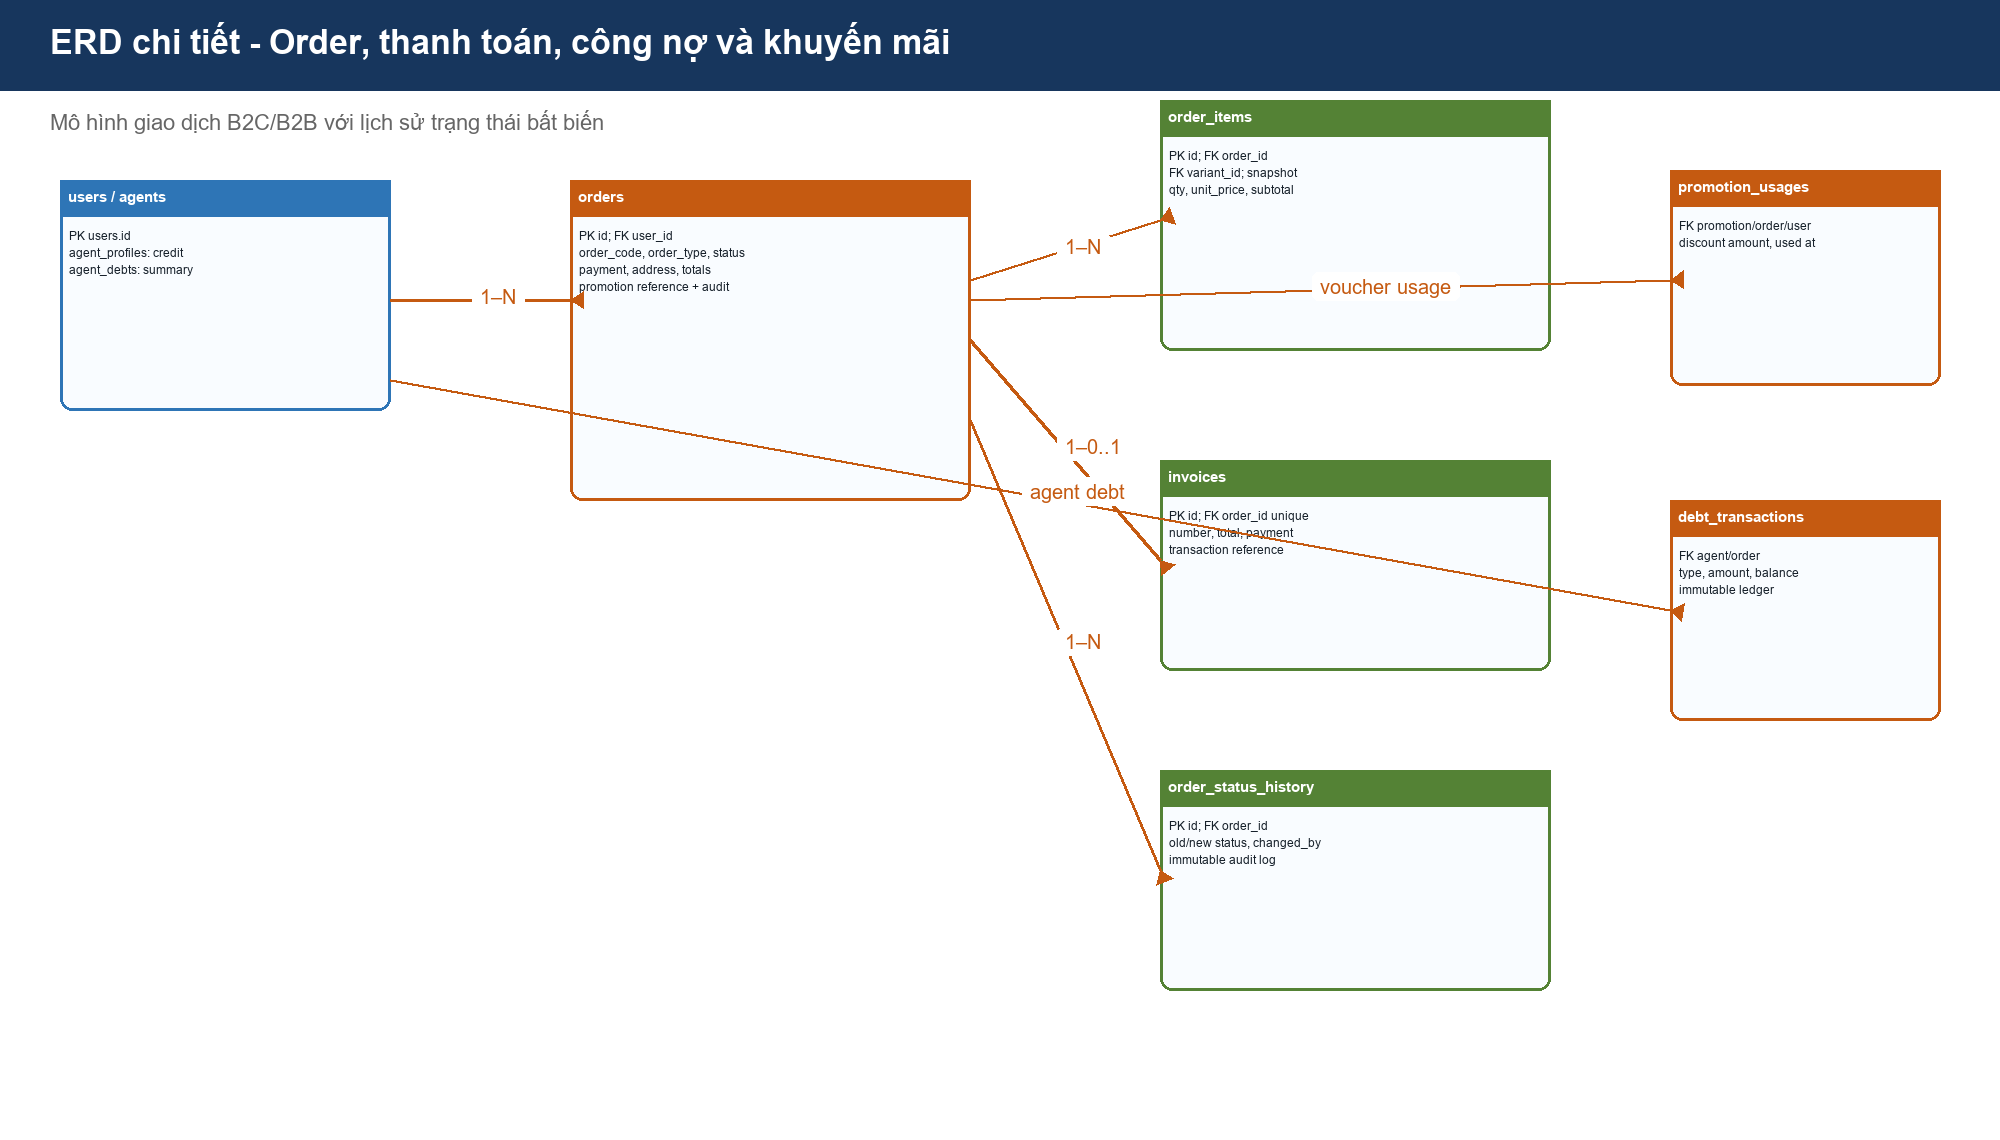 ERD chi tiết - Order, thanh toán, công nợ và khuyến mãi
Mô hình giao dịch B2C/B2B với lịch sử trạng thái bất biến
users / agents
PK users.id
agent_profiles: credit
agent_debts: summary
1–N
orders
PK id; FK user_id
order_code, order_type, status
payment, address, totals
promotion reference + audit
1–N
order_items
PK id; FK order_id
FK variant_id; snapshot
qty, unit_price, subtotal
voucher usage
promotion_usages
FK promotion/order/user
discount amount, used at
1–0..1
agent debt
invoices
PK id; FK order_id unique
number, total, payment
transaction reference
debt_transactions
FK agent/order
type, amount, balance
immutable ledger
1–N
order_status_history
PK id; FK order_id
old/new status, changed_by
immutable audit log